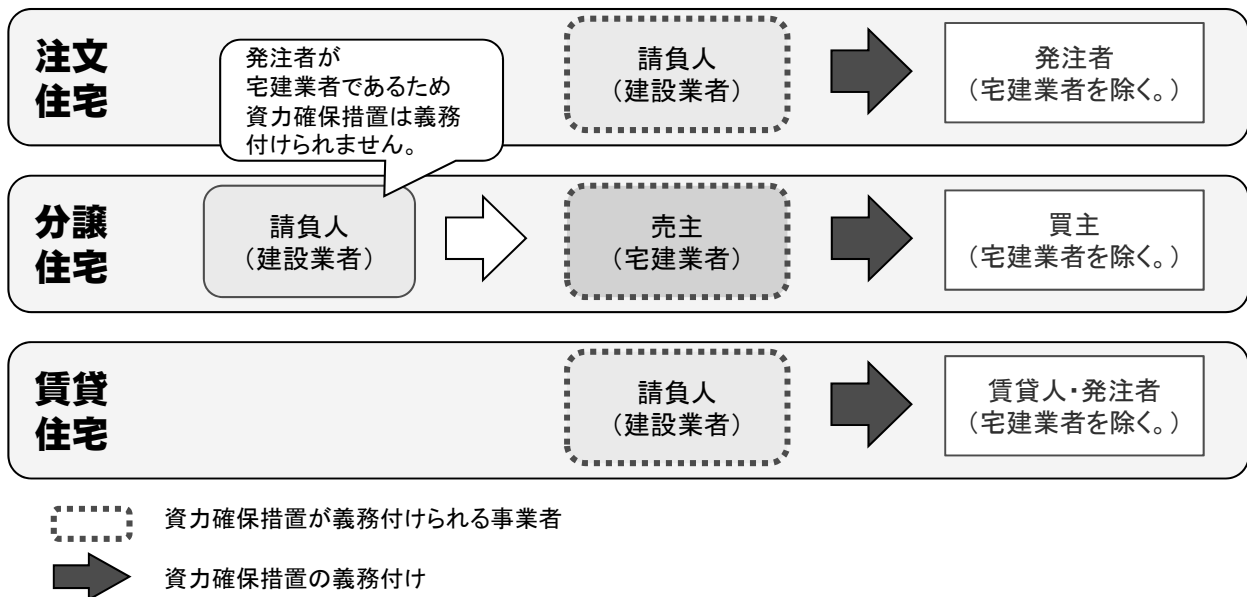 注文
住宅
発注者が
宅建業者であるため
資力確保措置は義務
付けられません。
請負人
(建設業者)
発注者
(宅建業者を除く。)
分譲
住宅
請負人
(建設業者)
売主
(宅建業者)
買主
(宅建業者を除く。)
賃貸
住宅
請負人
(建設業者)
賃貸人・発注者
(宅建業者を除く。)
資力確保措置が義務付けられる事業者
資力確保措置の義務付け